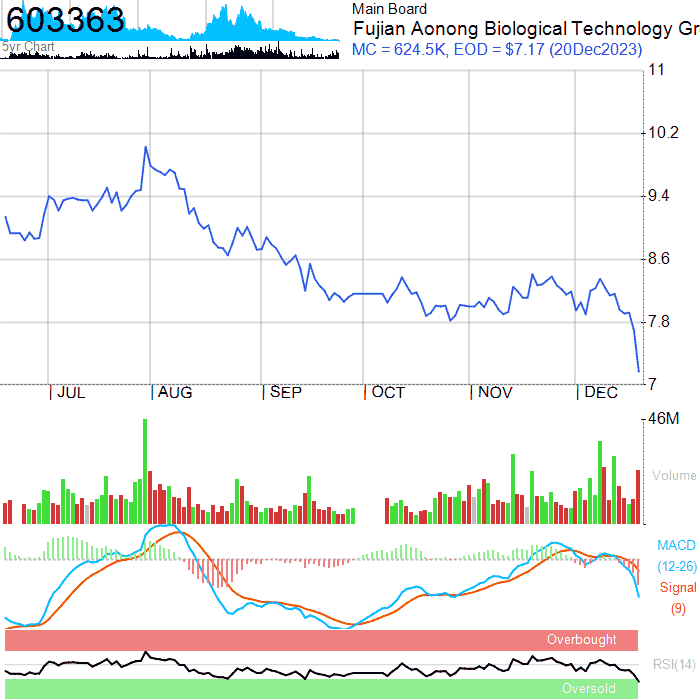 603363
5yr Chart
Main Board
Fujian Aonong Biological Technology Gr
MC = 624.5K, EOD = $7.17 (20Dec2023)
11
10.2
9.4
8.6
7.8
7
JUL
AUG
SEP
OCT
NOV
DEC
46M
Volume
MACD
(12-26)
Signal
(9)
Overbought
RSI(14)
Oversold